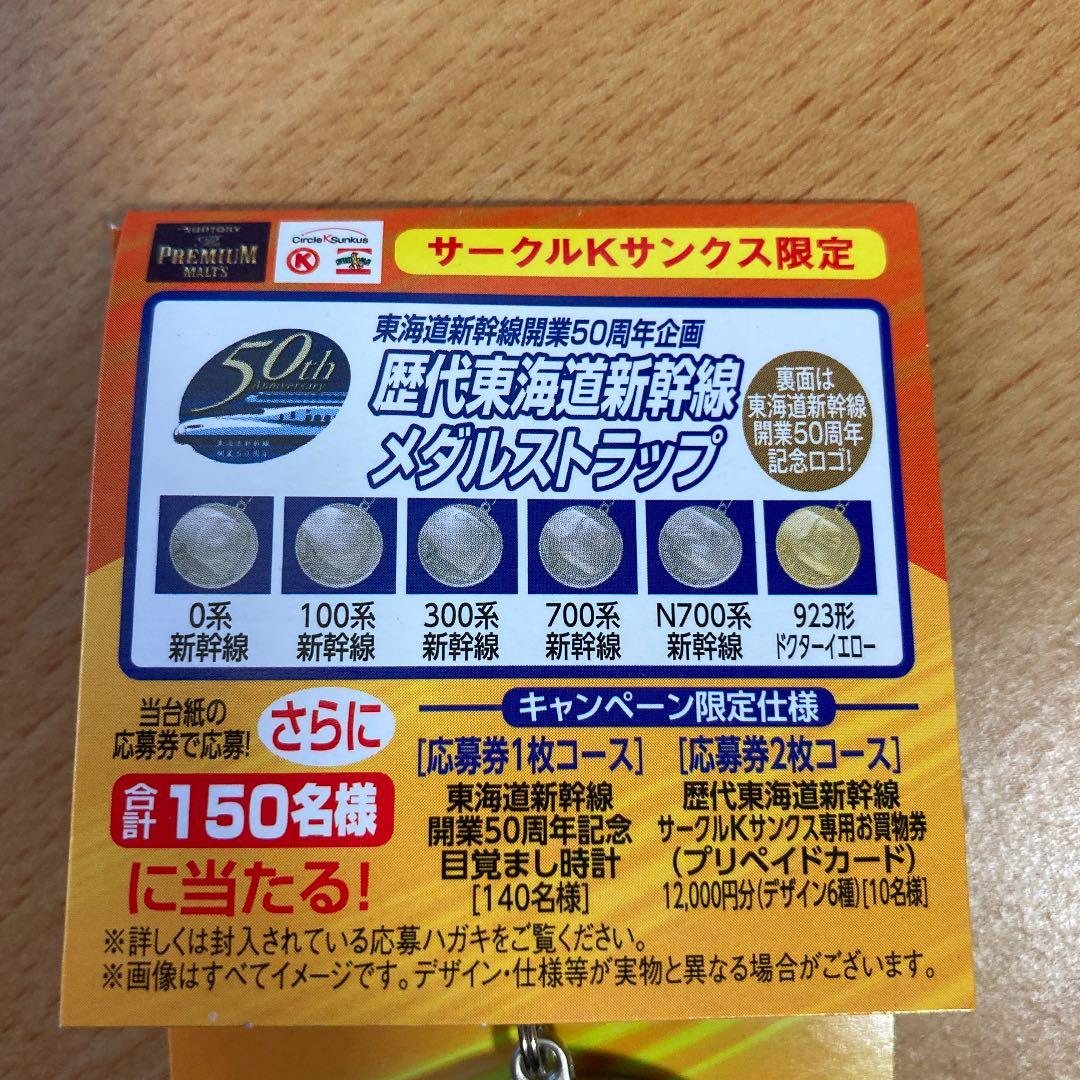 SUNTORY
THE
PREMIUM
MALT'S
CircleKSunkus
K
サークルKサンクス限定
50th
Anniversary
東海道新幹線
開業50周年
東海道新幹線開業50周年企画
歴代東海道新幹線
メダルストラップ
裏面は
東海道新幹線
開業50周年
記念ロゴ!
0系
新幹線
100系
新幹線
300系
新幹線
700系
新幹線
N700系
新幹線
923形
ドクターイエロー
当台紙の
応募券で応募!
さらに
合計150名様
に当たる!
キャンペーン限定仕様
[応募券1枚コース]
東海道新幹線
開業50周年記念
目覚まし時計
[140名様]
[応募券2枚コース]
歴代東海道新幹線
サークルKサンクス専用お買物券
(プリペイドカード)
12,000円分(デザイン6種)[10名様]
※詳しくは封入されている応募ハガキをご覧ください。
※画像はすべてイメージです。デザイン・仕様等が実物と異なる場合がございます。